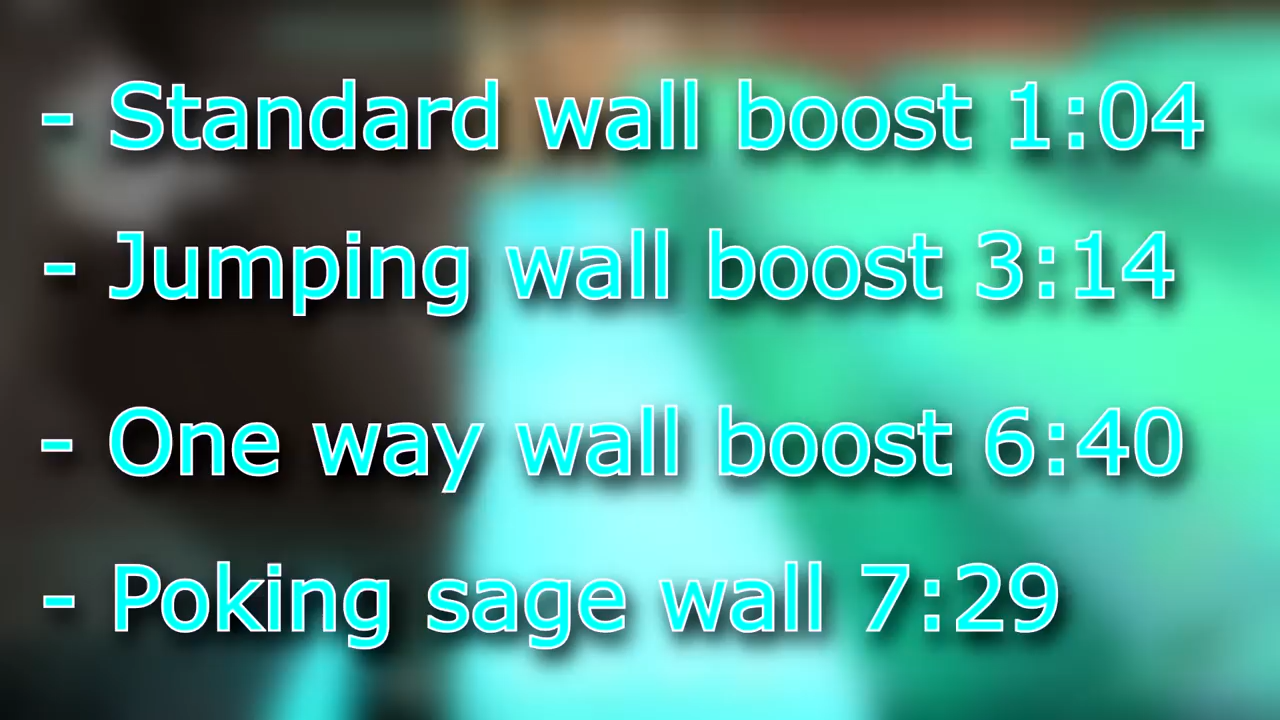 - Standard wall boost 1:04
- Jumping wall boost 3:14
- One way wall boost 6:40
- Poking sage wall 7:29